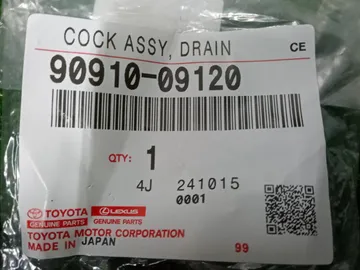 COCK ASSY, DRAIN
CE
90910-09120
QTY: 1
4J 241015
0001
TOYOTA LEXUS
GENUINE PARTS GENUINE PARTS
TOYOTA MOTOR CORPORATION
MADE IN JAPAN
99